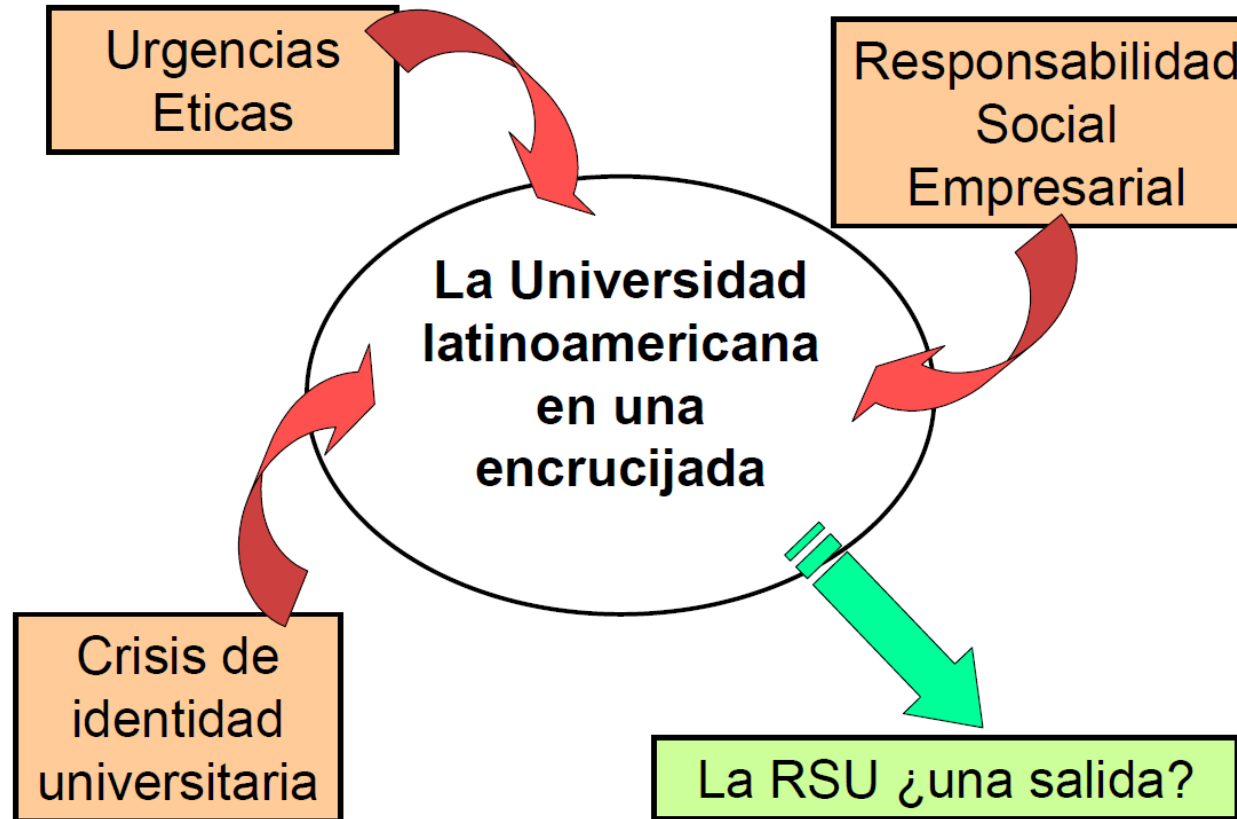 Urgencias
Eticas
Responsabilidad
Social
Empresarial
La Universidad
latinoamericana
en una
encrucijada
Crisis de
identidad
universitaria
La RSU ¿una salida?